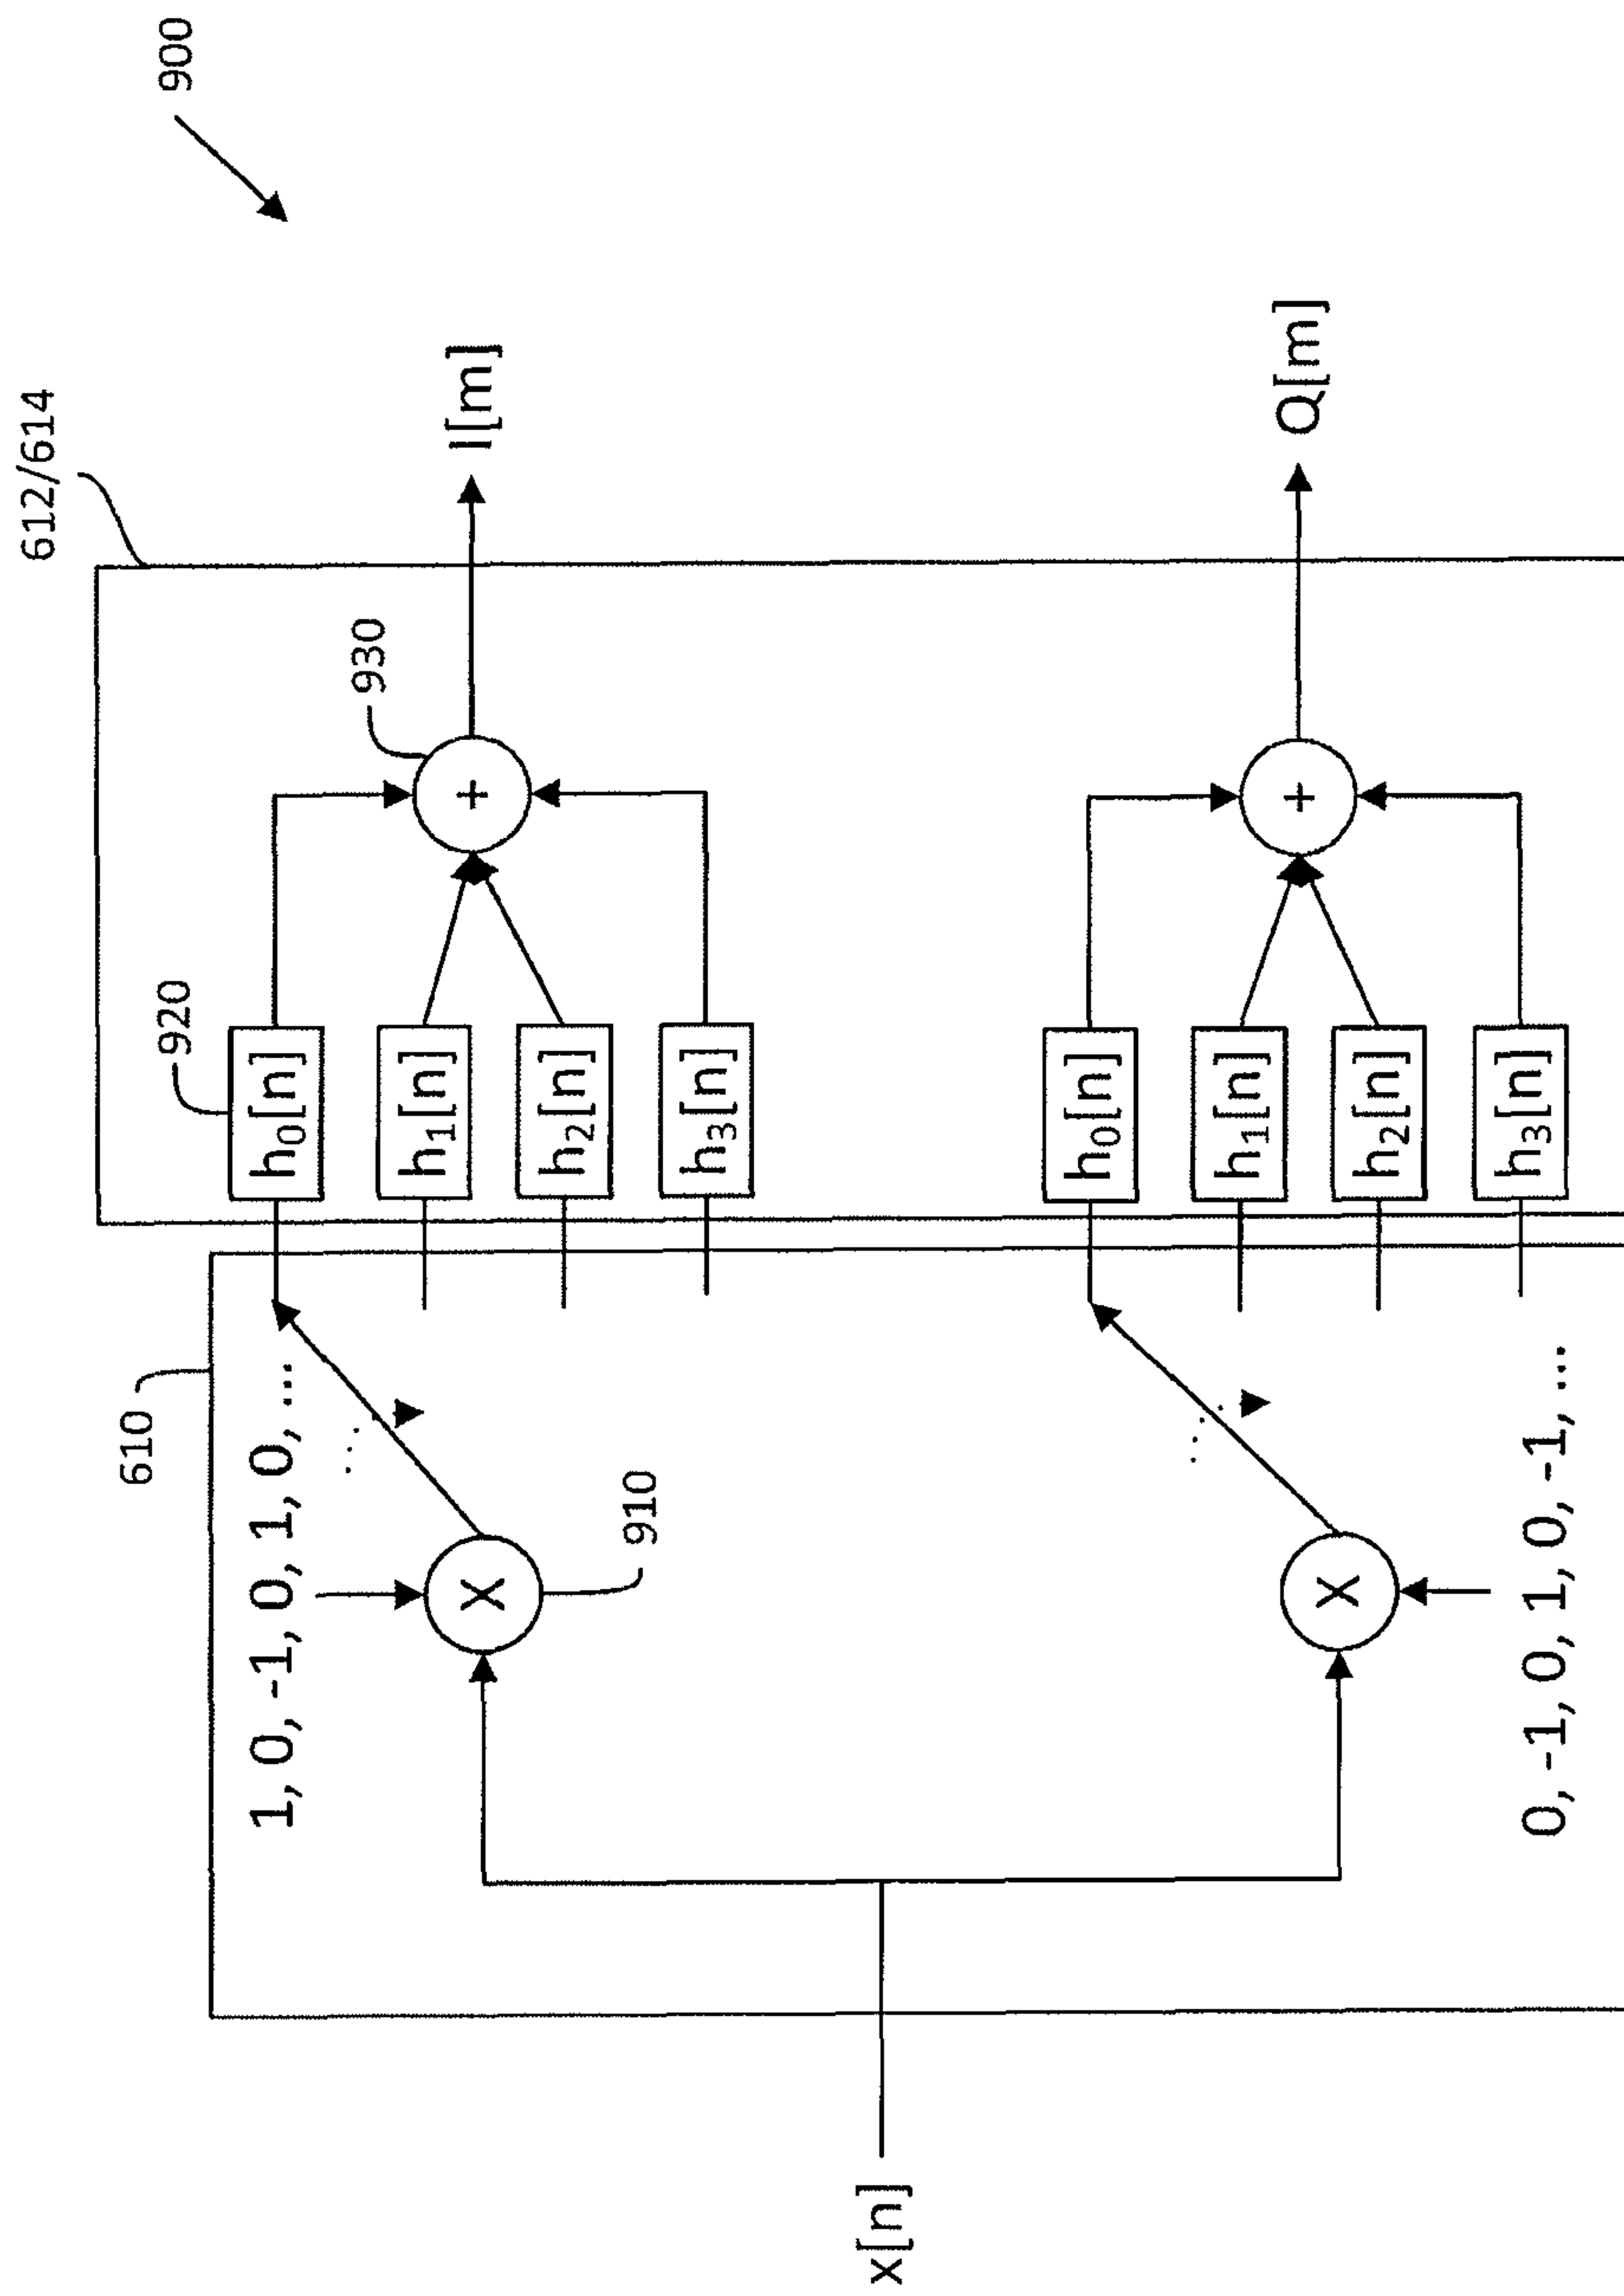 900
612/614
610
1, 0, -1, 0, 1, 0, ...
920
930
910
X
h₀[n]
h₁[n]
h₂[n]
h₃[n]
+
I[m]
x[n]
X
h₀[n]
h₁[n]
h₂[n]
h₃[n]
+
Q[m]
0, -1, 0, 1, 0, -1, ...